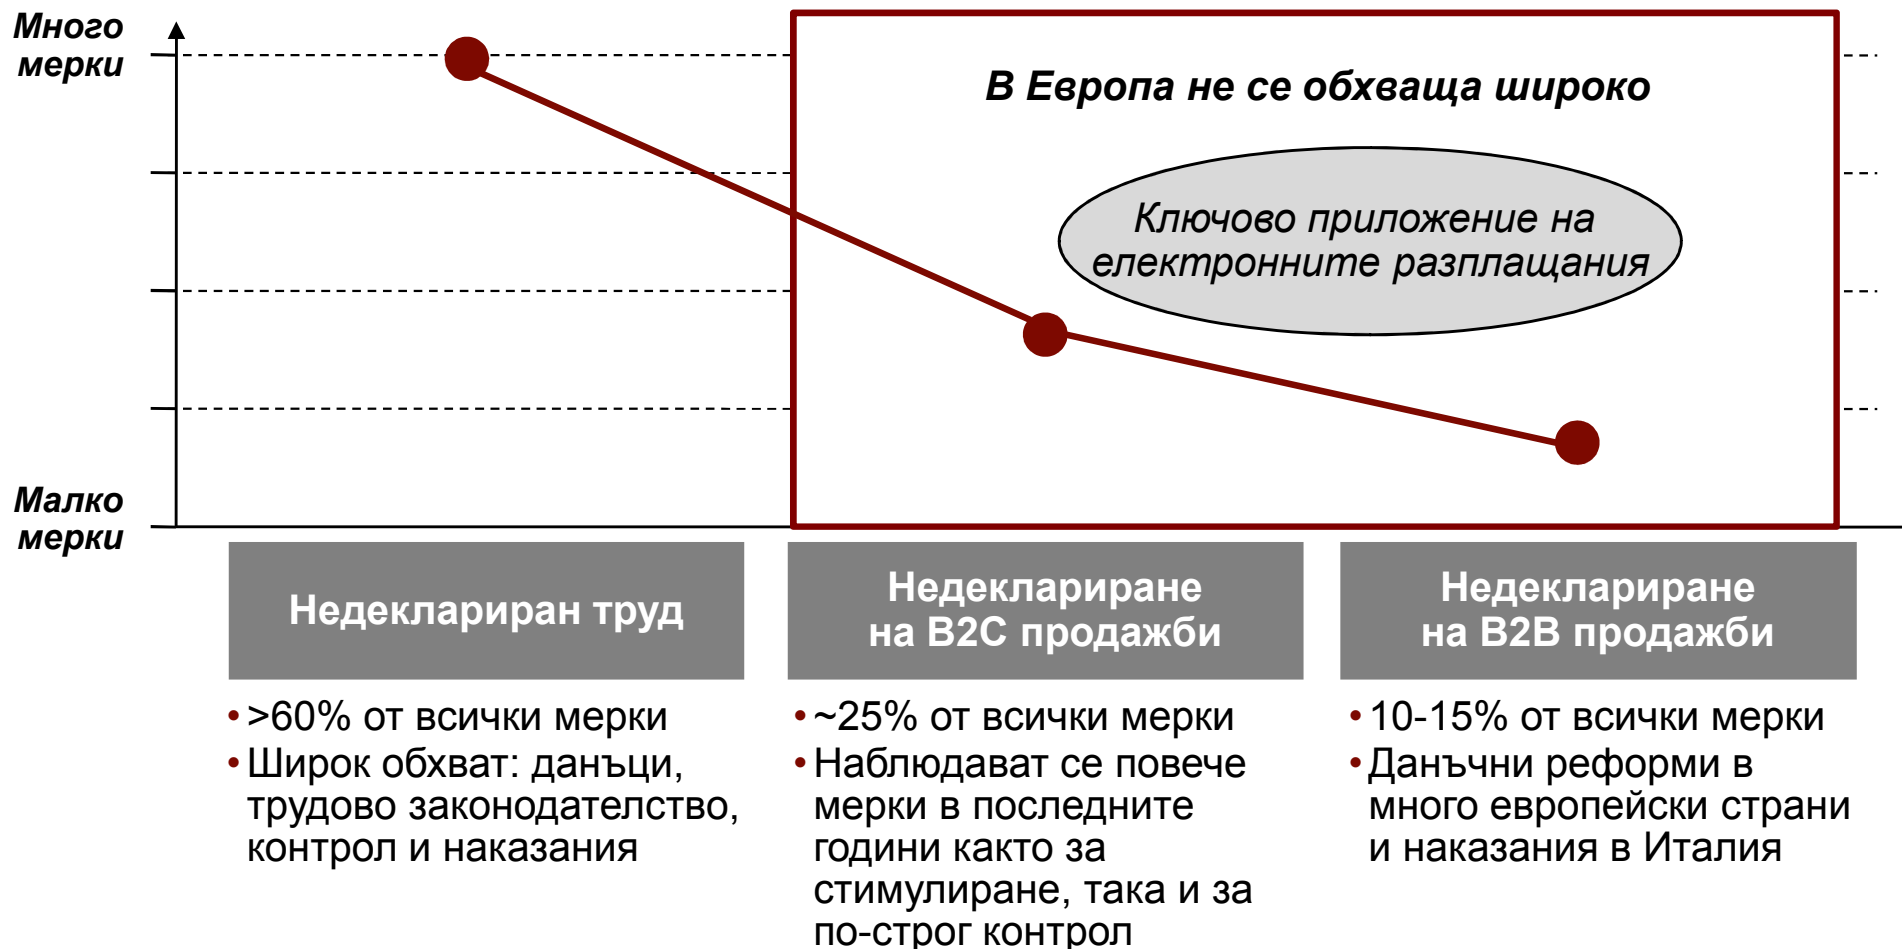 Много
мерки
В Европа не се обхваща широко
Ключово приложение на
електронните разплащания
Малко
мерки
Недеклариран труд
Недеклариране
на B2C продажби
Недеклариране
на B2B продажби
•>60% от всички мерки
•Широк обхват: данъци,
трудово законодателство,
контрол и наказания
•~25% от всички мерки
•Наблюдават се повече
мерки в последните
години както за
стимулиране, така и за
по-строг контрол
•10-15% от всички мерки
•Данъчни реформи в
много европейски страни
и наказания в Италия